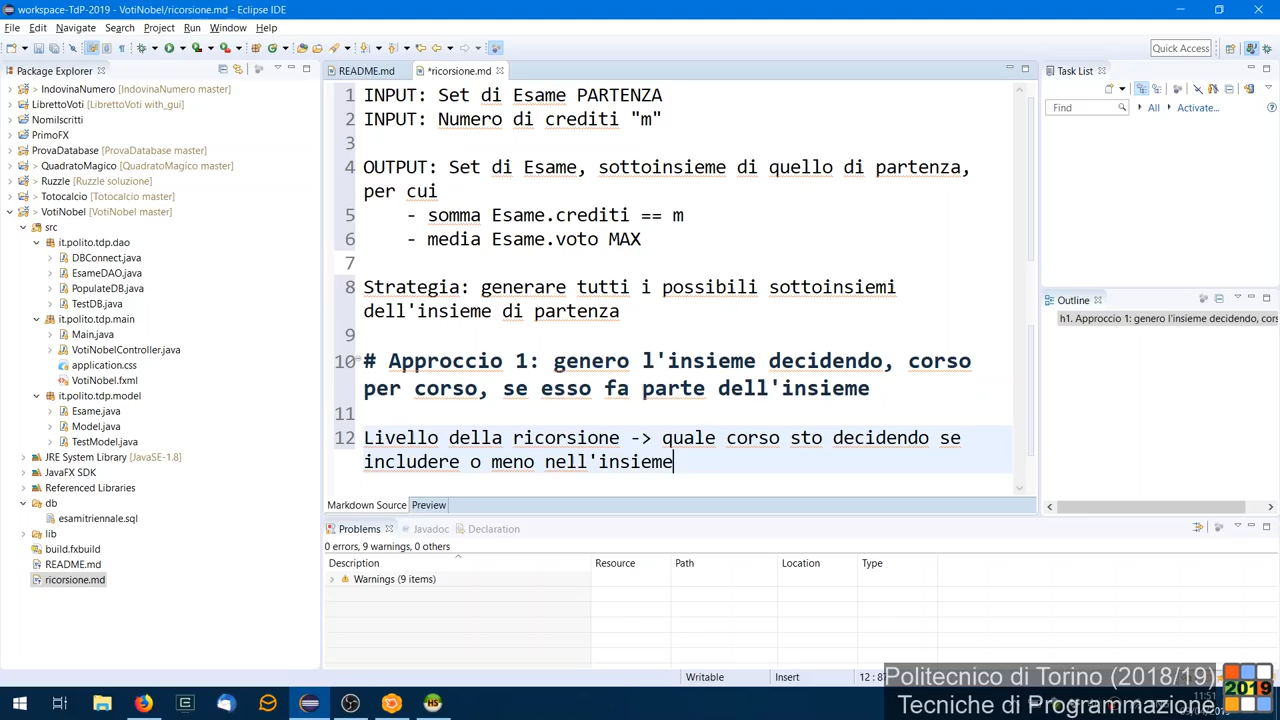 workspace-TdP-2019 - VotiNobel/ricorsione.md - Eclipse IDE
File Edit Navigate Search Project Run Window Help
Quick Access
Package Explorer
README.md
*ricorsione.md
Task List
IndovinaNumero [IndovinaNumero master]
LibrettoVoti [LibrettoVoti with_gui]
NomiIscritti
PrimoFX
ProvaDatabase [ProvaDatabase master]
> QuadratoMagico [QuadratoMagico master]
> Ruzzle [Ruzzle soluzione]
> Totocalcio [Totocalcio master]
> VotiNobel [VotiNobel master]
> src
it.polito.tdp.dao
DBConnect.java
EsameDAO.java
PopulateDB.java
TestDB.java
it.polito.tdp.main
Main.java
VotiNobelController.java
application.css
VotiNobel.fxml
it.polito.tdp.model
Esame.java
Model.java
TestModel.java
JRE System Library [JavaSE-1.8]
JavaFX SDK
Referenced Libraries
db
esamitriennale.sql
lib
build.fxbuild
README.md
ricorsione.md
1 INPUT: Set di Esame PARTENZA
2 INPUT: Numero di crediti "m"
3
4 OUTPUT: Set di Esame, sottoinsieme di quello di partenza,
per cui
5 - somma Esame.crediti == m
6 - media Esame.voto MAX
7
8 Strategia: generare tutti i possibili sottoinsiemi
dell'insieme di partenza
9
10 # Approccio 1: genero l'insieme decidendo, corso
per corso, se esso fa parte dell'insieme
11
12 Livello della ricorsione -> quale corso sto decidendo se
includere o meno nell'insieme
Markdown Source Preview
Find All Activate...
Outline
h1. Approccio 1: genero l'insieme decidendo, cors
Problems Javadoc Declaration
0 errors, 9 warnings, 0 others
Description Resource Path Location Type
Warnings (9 items)
Writable Insert 12 : 8
Politecnico di Torino (2018/19)
Tecniche di Programmazione
2019
11:51